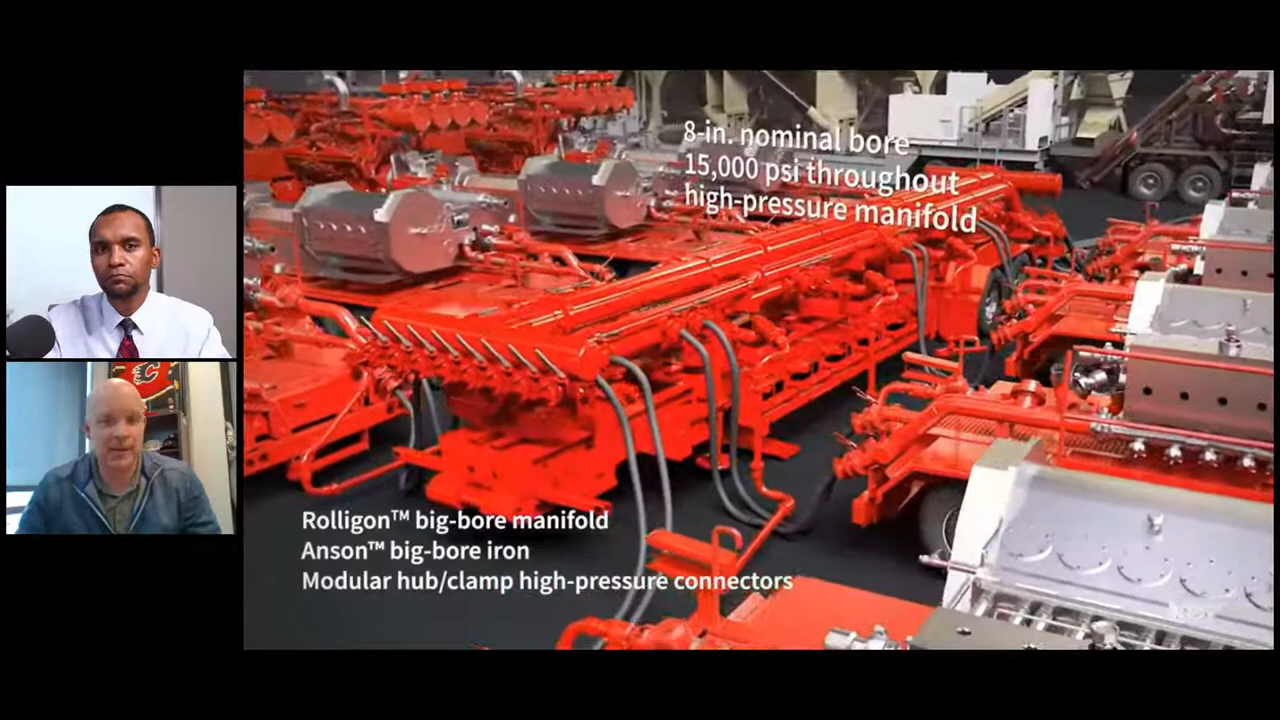 8-in. nominal bore
15,000 psi throughout
high-pressure manifold
Rolligon™ big-bore manifold
Anson™ big-bore iron
Modular hub/clamp high-pressure connectors